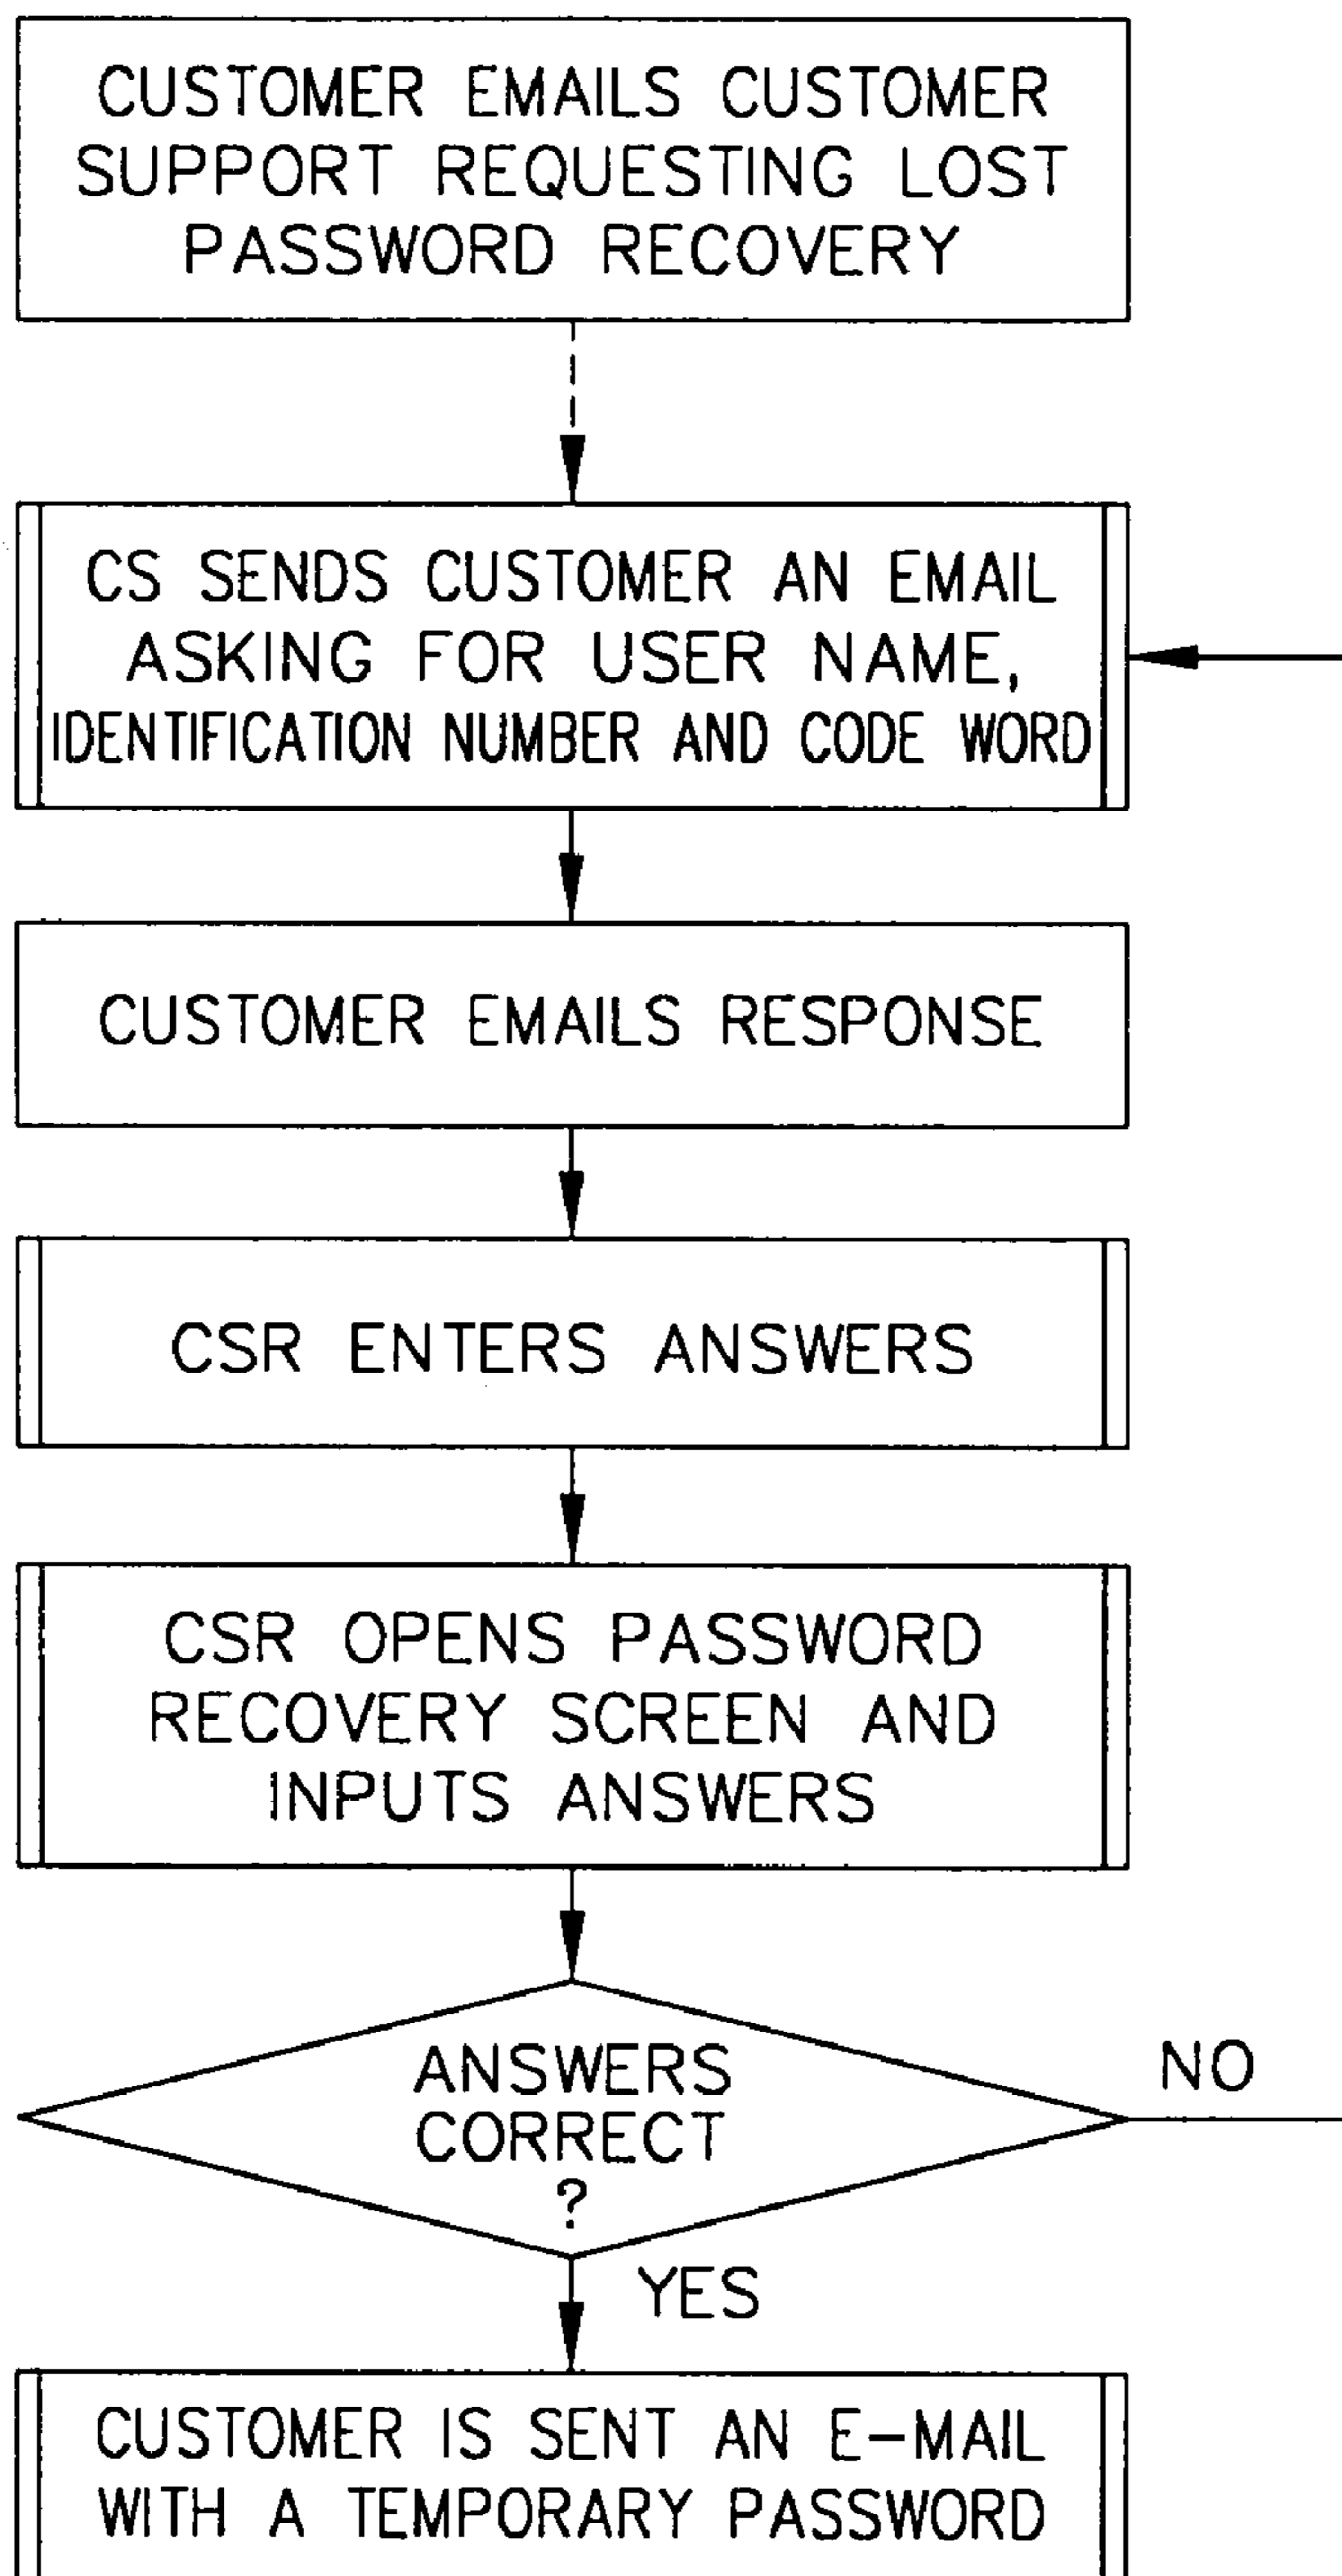 CUSTOMER EMAILS CUSTOMER
SUPPORT REQUESTING LOST
PASSWORD RECOVERY
CS SENDS CUSTOMER AN EMAIL
ASKING FOR USER NAME,
IDENTIFICATION NUMBER AND CODE WORD
CUSTOMER EMAILS RESPONSE
CSR ENTERS ANSWERS
CSR OPENS PASSWORD
RECOVERY SCREEN AND
INPUTS ANSWERS
ANSWERS
CORRECT
?
NO
YES
CUSTOMER IS SENT AN E-MAIL
WITH A TEMPORARY PASSWORD